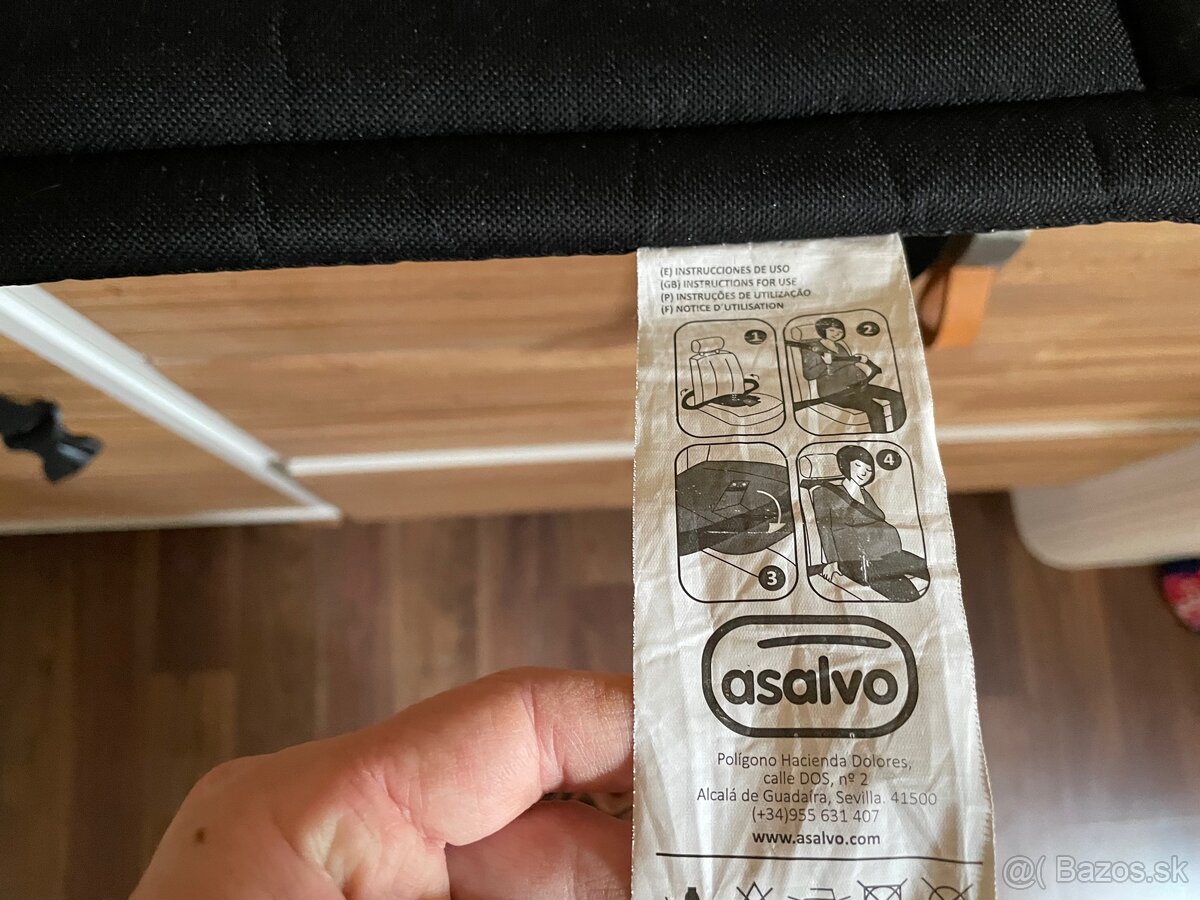 (E) INSTRUCCIONES DE USO
(GB) INSTRUCTIONS FOR USE
(P) INSTRUÇÕES DE UTILIZAÇÃO
(F) NOTICE D'UTILISATION
1
2
3
4
asalvo
Polígono Hacienda Dolores,
calle DOS, nº 2
Alcalá de Guadaíra, Sevilla. 41500
(+34)955 631 407
www.asalvo.com
@( Bazos.sk